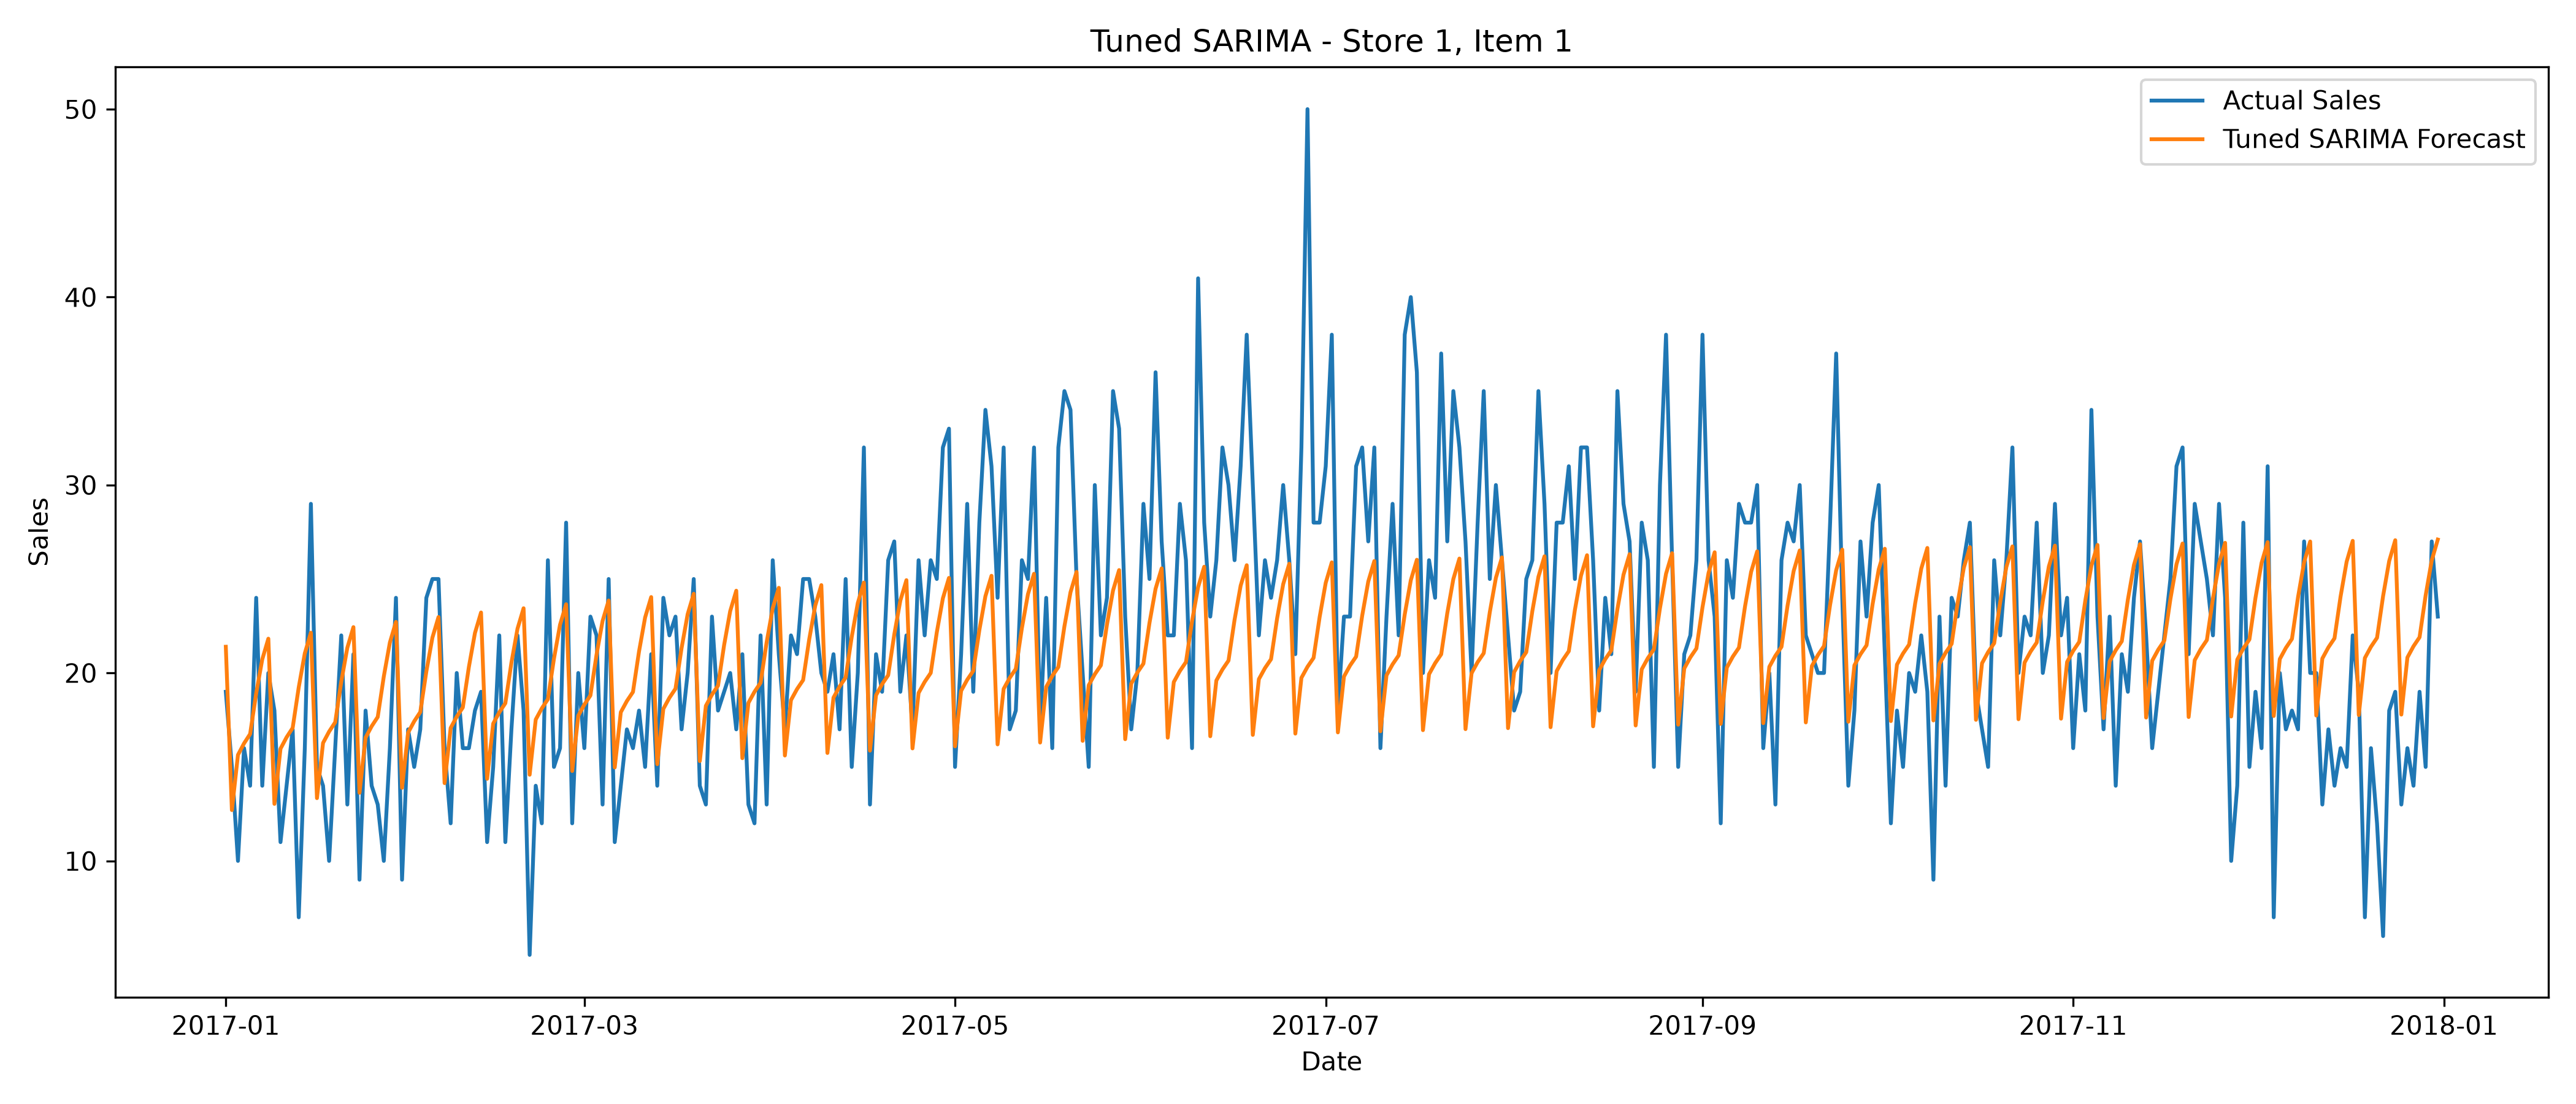 Tuned SARIMA - Store 1, Item 1
Actual Sales
Tuned SARIMA Forecast
50
40
30
20
10
Sales
2017-01
2017-03
2017-05
2017-07
2017-09
2017-11
2018-01
Date